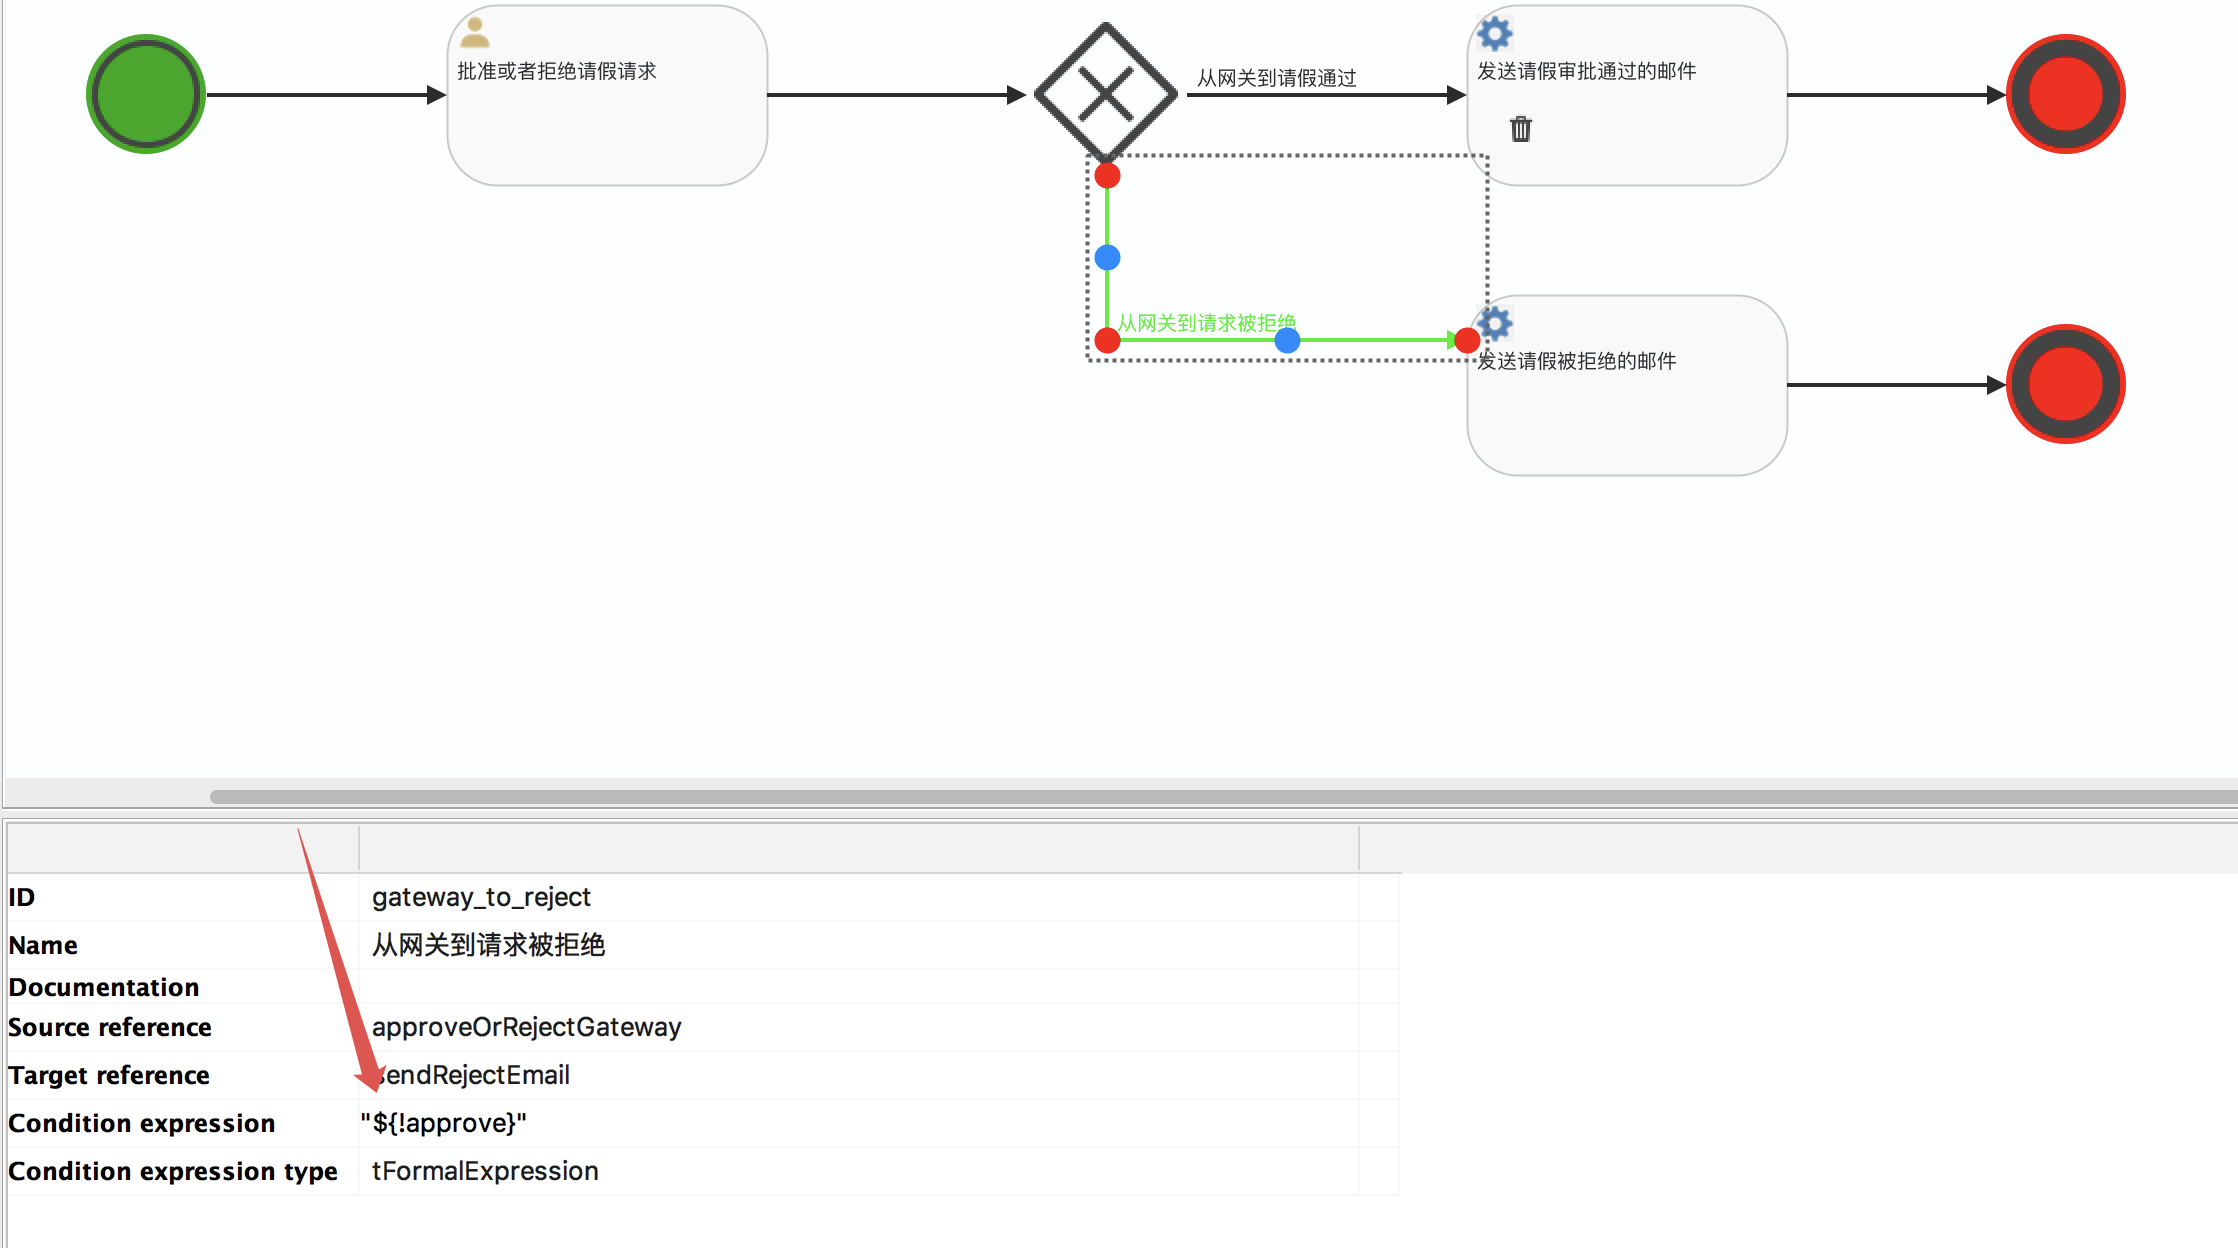 批准或者拒绝请假请求
从网关到请假通过
发送请假审批通过的邮件
从网关到请求被拒绝
发送请假被拒绝的邮件
ID gateway_to_reject
Name 从网关到请求被拒绝
Documentation
Source reference approveOrRejectGateway
Target reference sendRejectEmail
Condition expression "${!approve}"
Condition expression type tFormalExpression